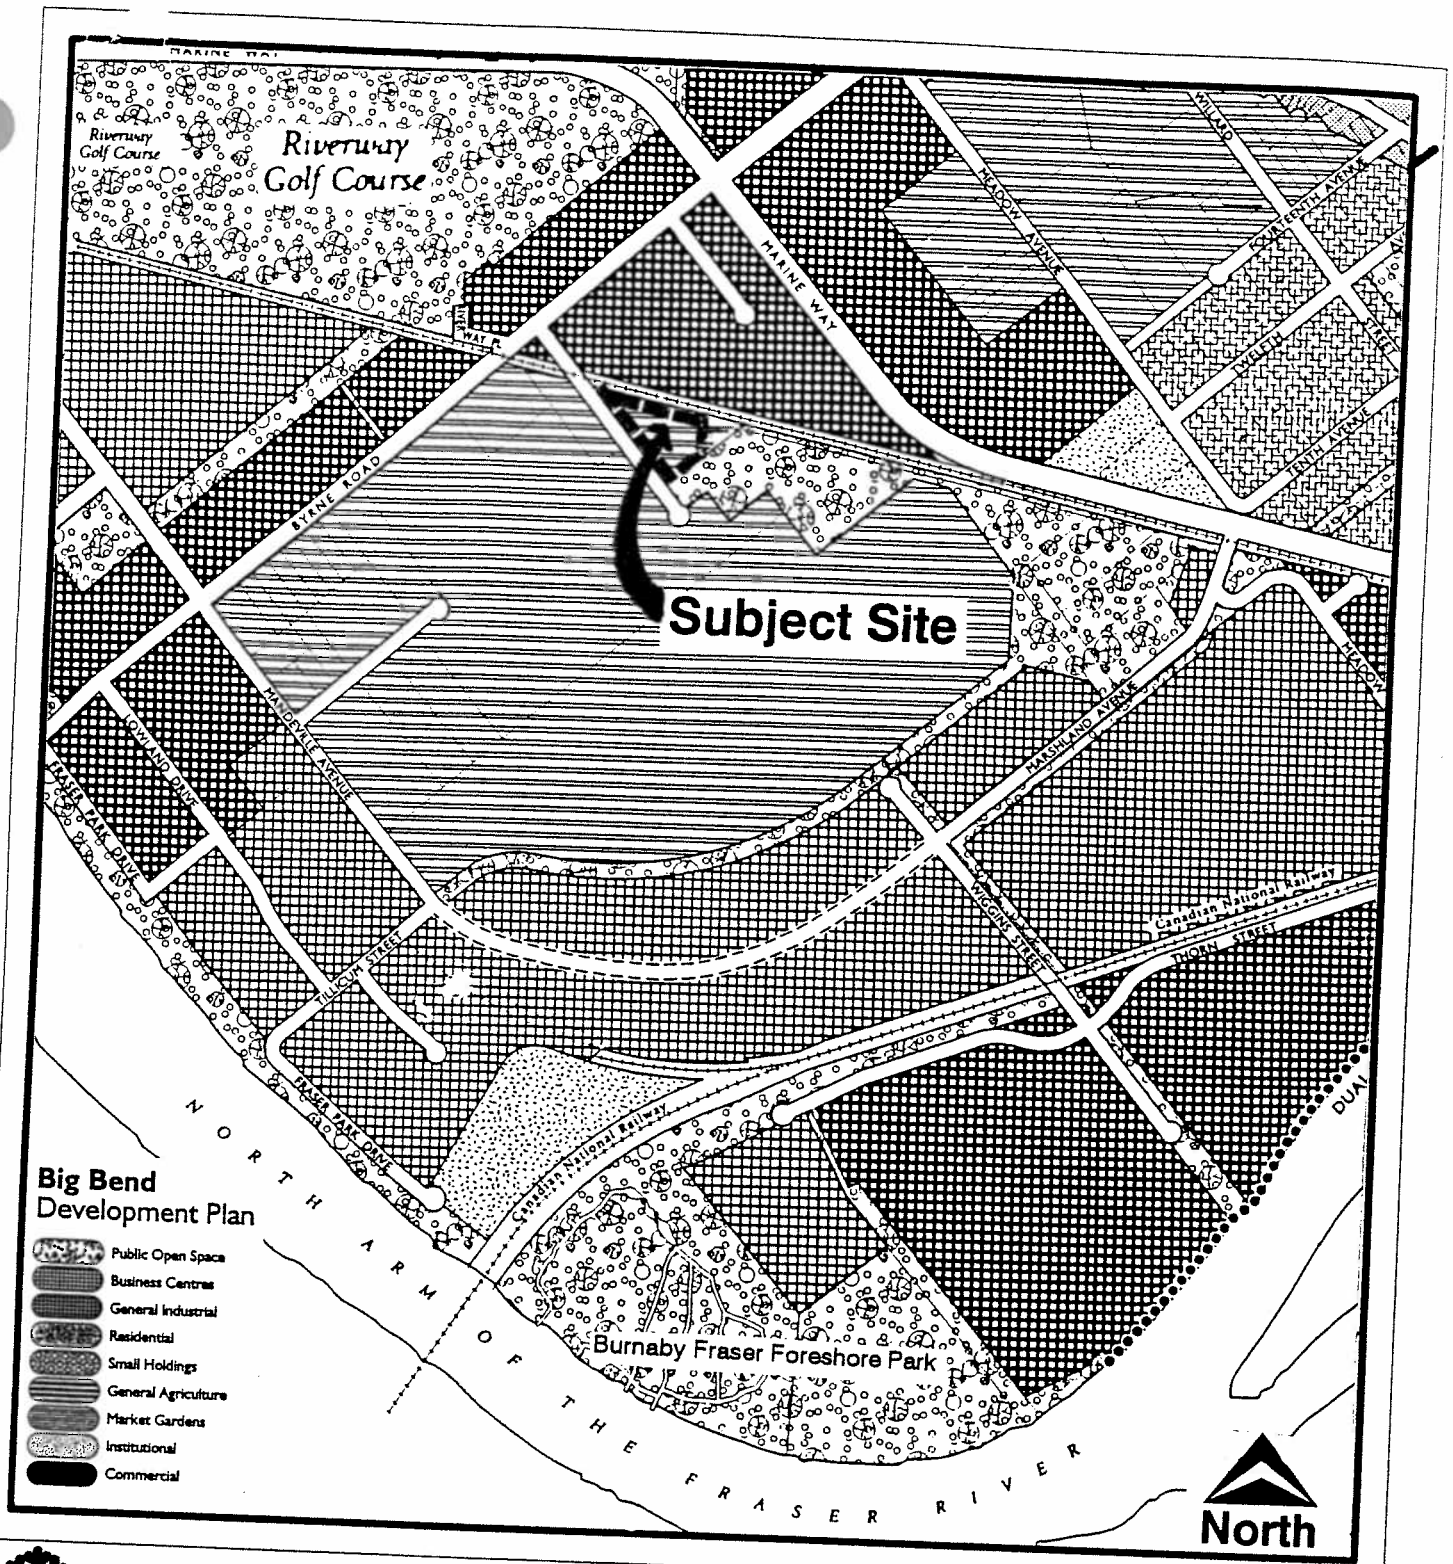 MARINE WAY
Riverway
Golf Course
Riverway
Golf Course
WILLARD
STREET
FOURTEENTH AVENUE
MEADOW AVENUE
MARINE WAY
TWELFTH
TENTH AVENUE
BYRNE ROAD
Subject Site
MEADOW
MANDEVILLE AVENUE
MARSHLAND AVENUE
LOWLAND DRIVE
FRASER PARK DRIVE
WIGGINS STREET
Canadian National Railway
THORN STREET
TILLICUM STREET
FRASER PARK DRIVE
Canadian National Railway
DUAL
NORTH ARM OF THE FRASER RIVER
Burnaby Fraser Foreshore Park
Big Bend
Development Plan
Public Open Space
Business Centres
General Industrial
Residential
Small Holdings
General Agriculture
Market Gardens
Institutional
Commercial
North